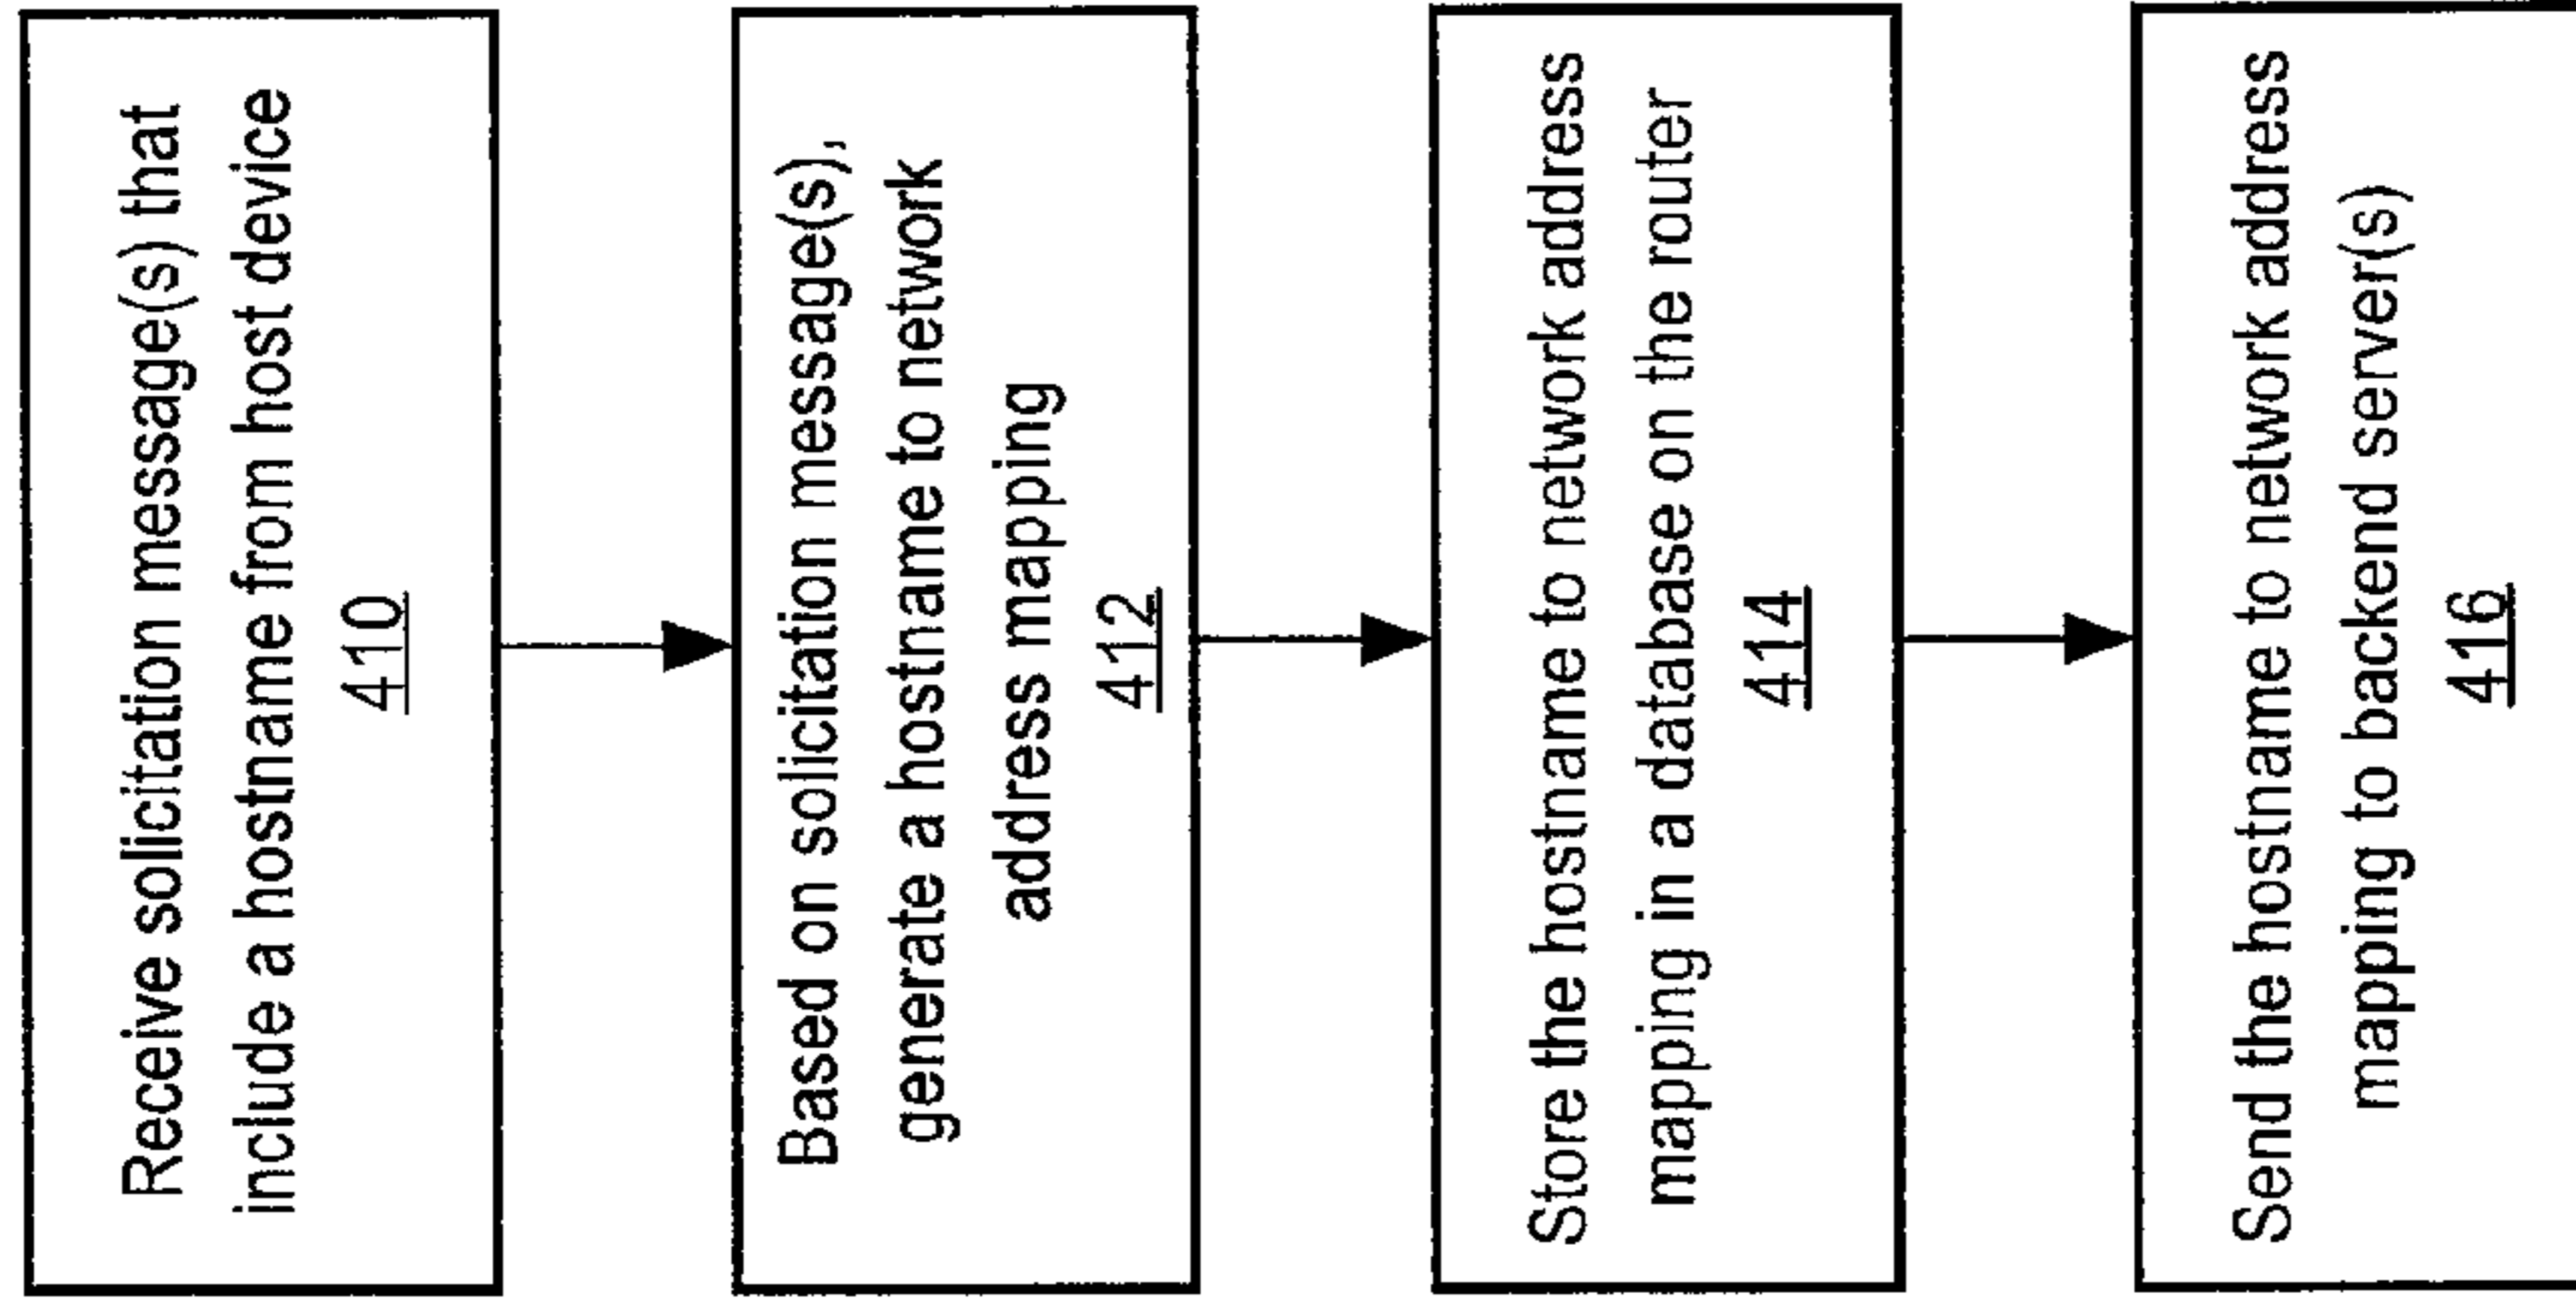 Receive solicitation message(s) that
include a hostname from host device
410
Based on solicitation message(s),
generate a hostname to network
address mapping
412
Store the hostname to network address
mapping in a database on the router
414
Send the hostname to network address
mapping to backend server(s)
416